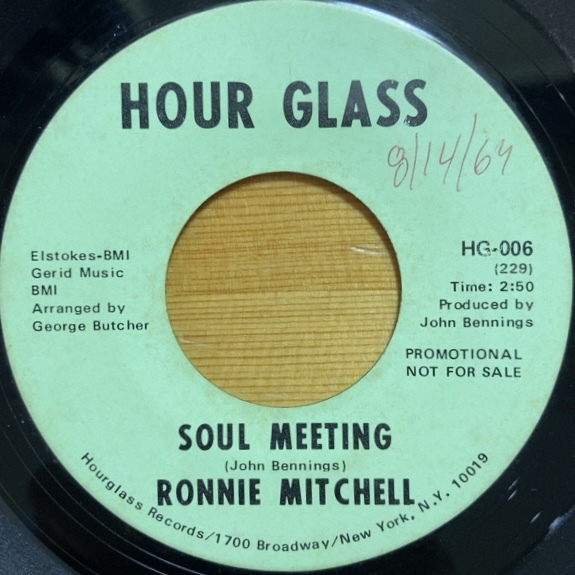 HOUR GLASS
8/14/64
Elstokes-BMI
Gerid Music
BMI
Arranged by
George Butcher
HG-006
(229)
Time: 2:50
Produced by
John Bennings
PROMOTIONAL
NOT FOR SALE
SOUL MEETING
(John Bennings)
RONNIE MITCHELL
Hourglass Records/1700 Broadway/New York, N.Y. 10019